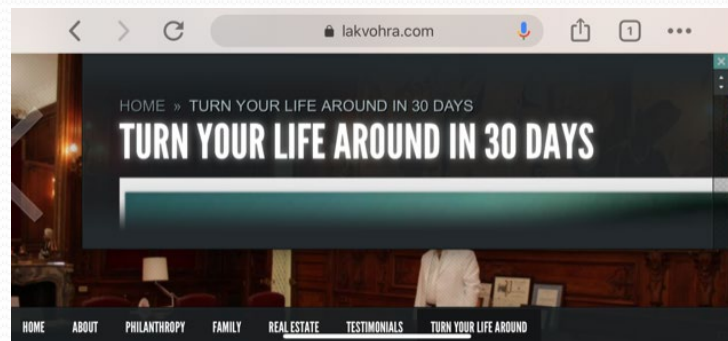 lakvohra.com
1
HOME » TURN YOUR LIFE AROUND IN 30 DAYS
TURN YOUR LIFE AROUND IN 30 DAYS
HOME ABOUT PHILANTHROPY FAMILY REAL ESTATE TESTIMONIALS TURN YOUR LIFE AROUND